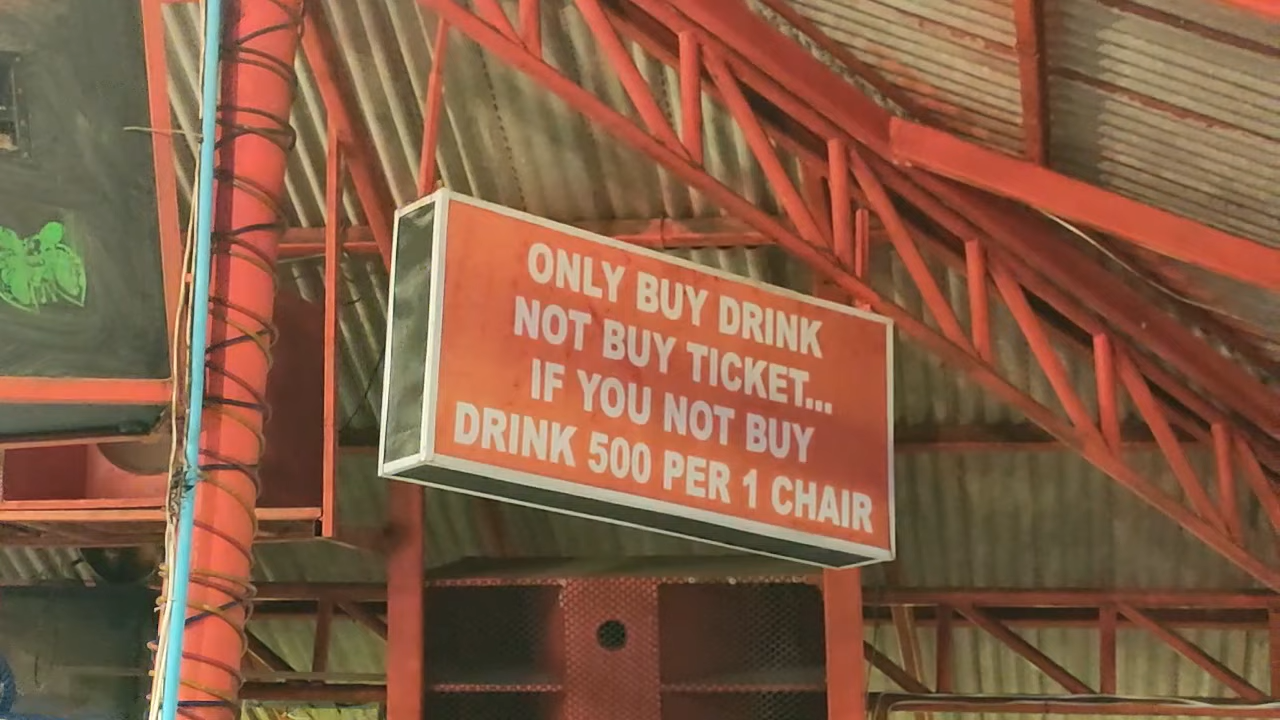 ONLY BUY DRINK
NOT BUY TICKET...
IF YOU NOT BUY
DRINK 500 PER 1 CHAIR